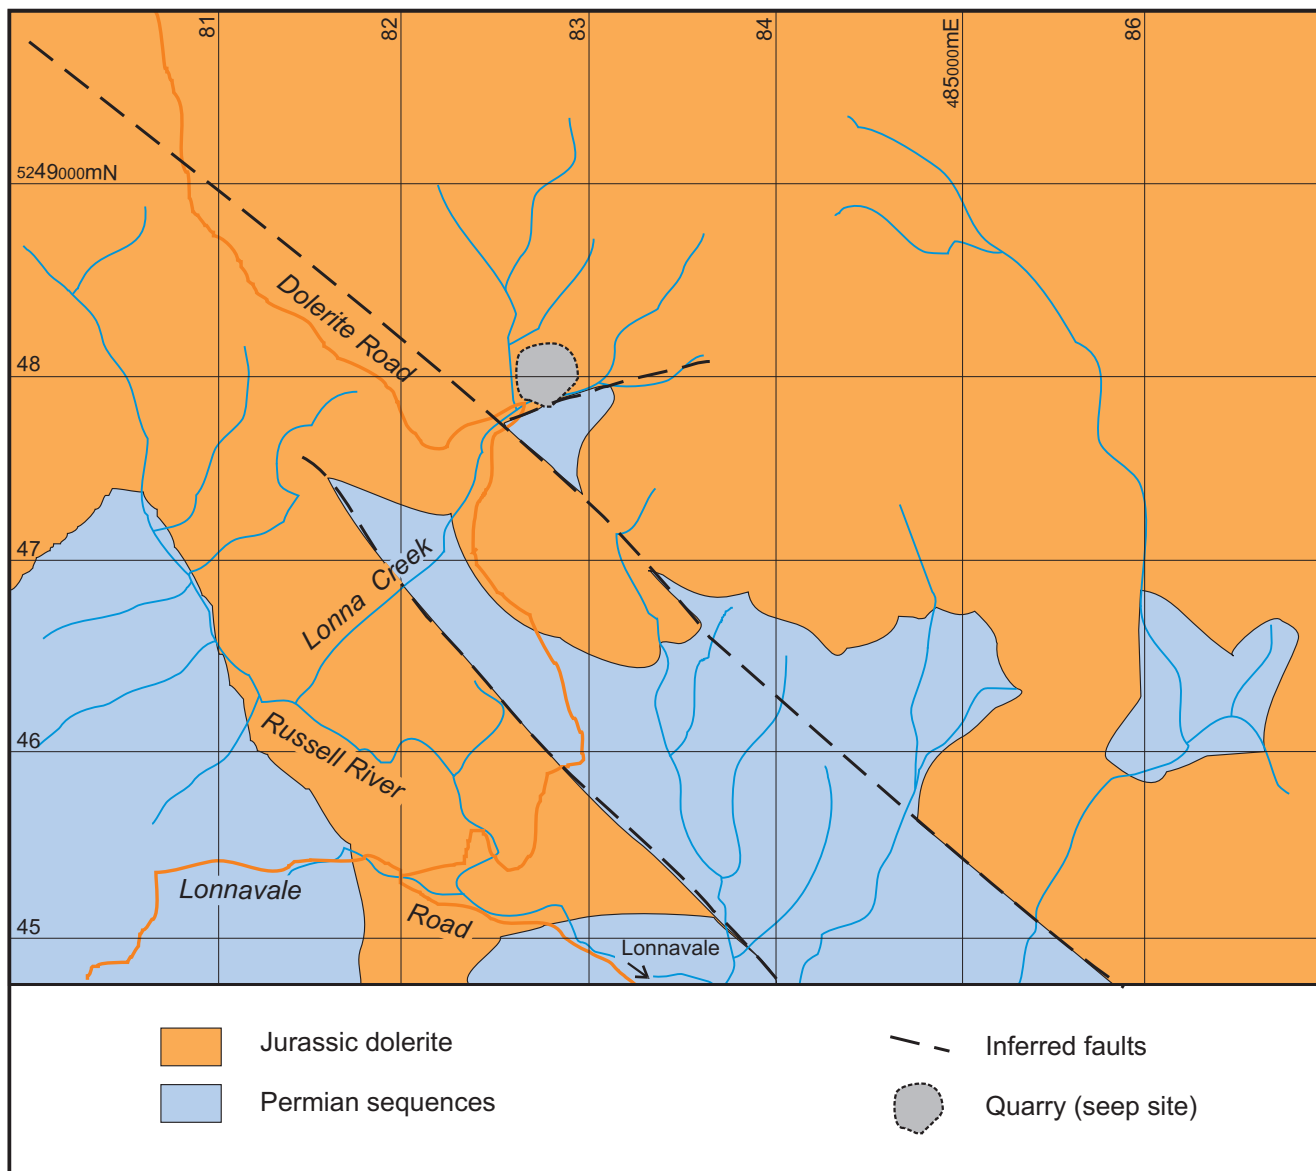 81
82
83
84
485000mE
86
5249000mN
Dolerite Road
48
47
Lonna Creek
46
Russell River
Lonnavale
Road
45
Lonnavale
Jurassic dolerite
Inferred faults
Permian sequences
Quarry (seep site)